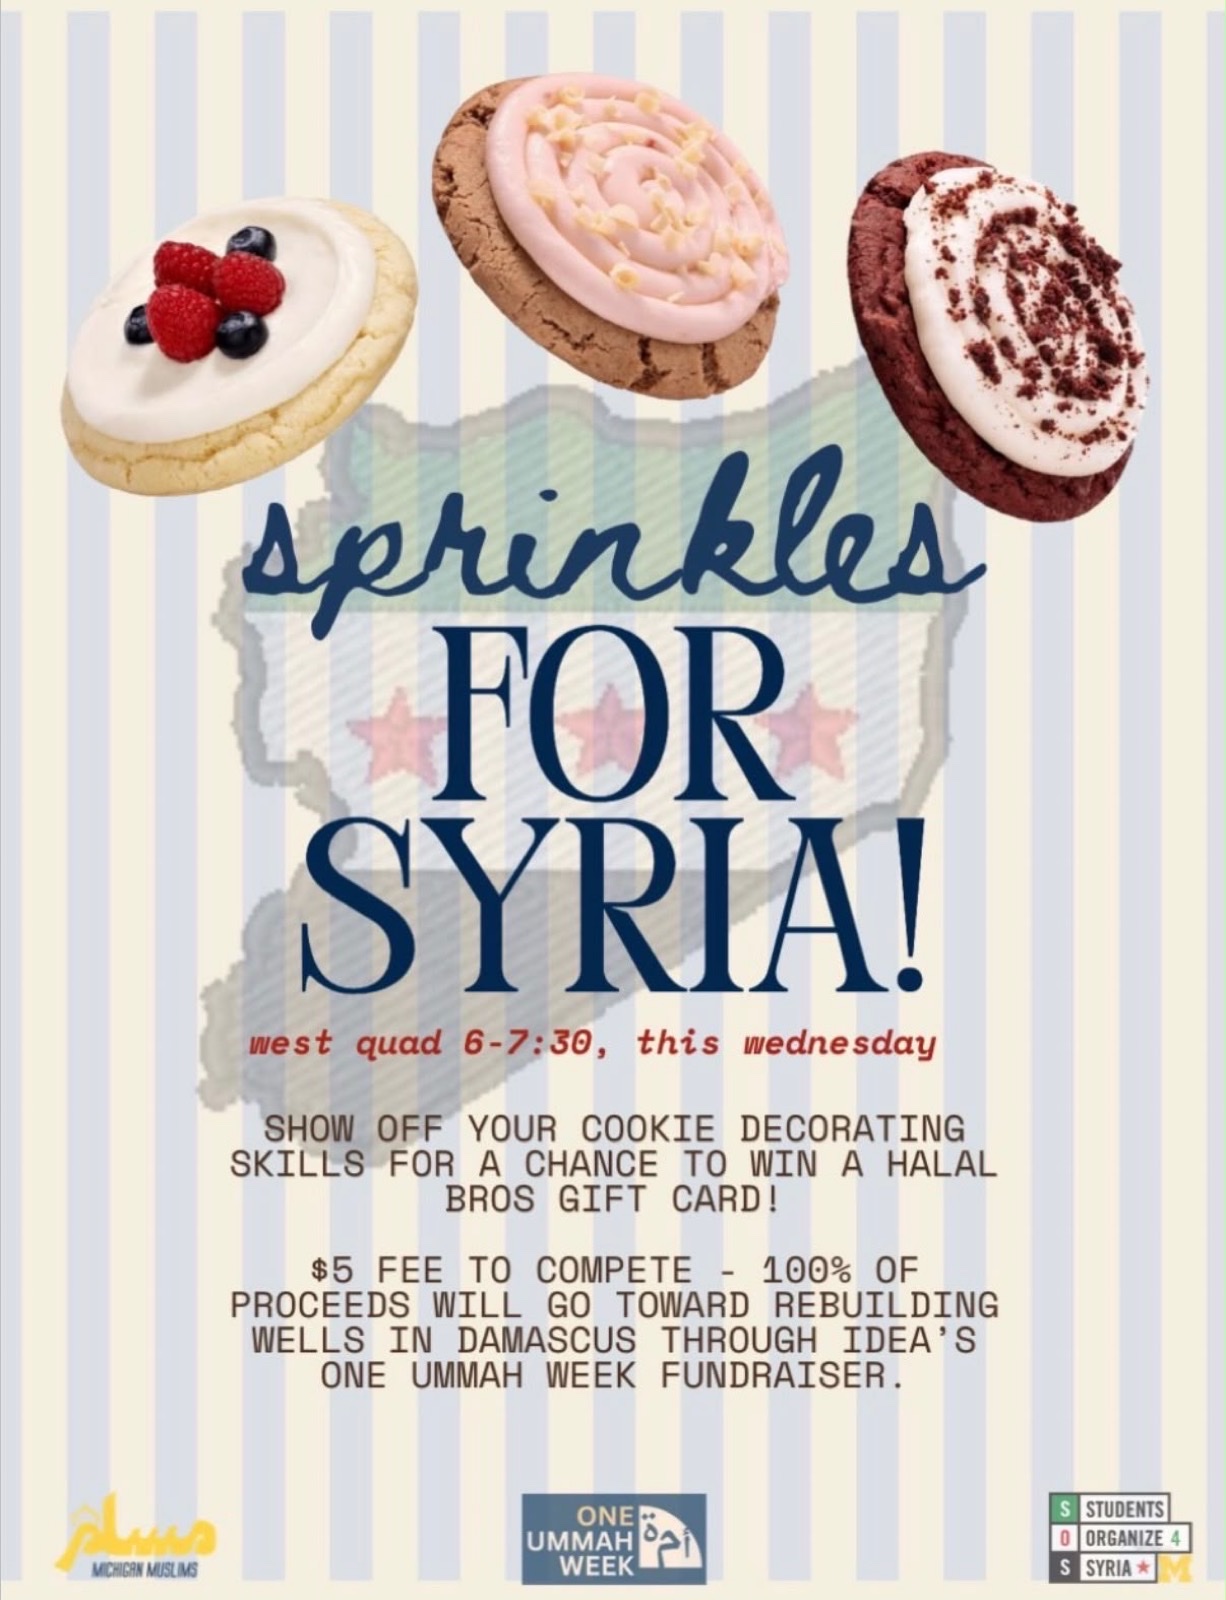 sprinkles
FOR
SYRIA!
west quad 6-7:30, this wednesday
SHOW OFF YOUR COOKIE DECORATING
SKILLS FOR A CHANCE TO WIN A HALAL
BROS GIFT CARD!
$5 FEE TO COMPETE - 100% OF
PROCEEDS WILL GO TOWARD REBUILDING
WELLS IN DAMASCUS THROUGH IDEA'S
ONE UMMAH WEEK FUNDRAISER.
مسلم
MICHIGAN MUSLIMS
ONE
UMMAH
WEEK
أمة
S STUDENTS
O ORGANIZE 4
S SYRIA M